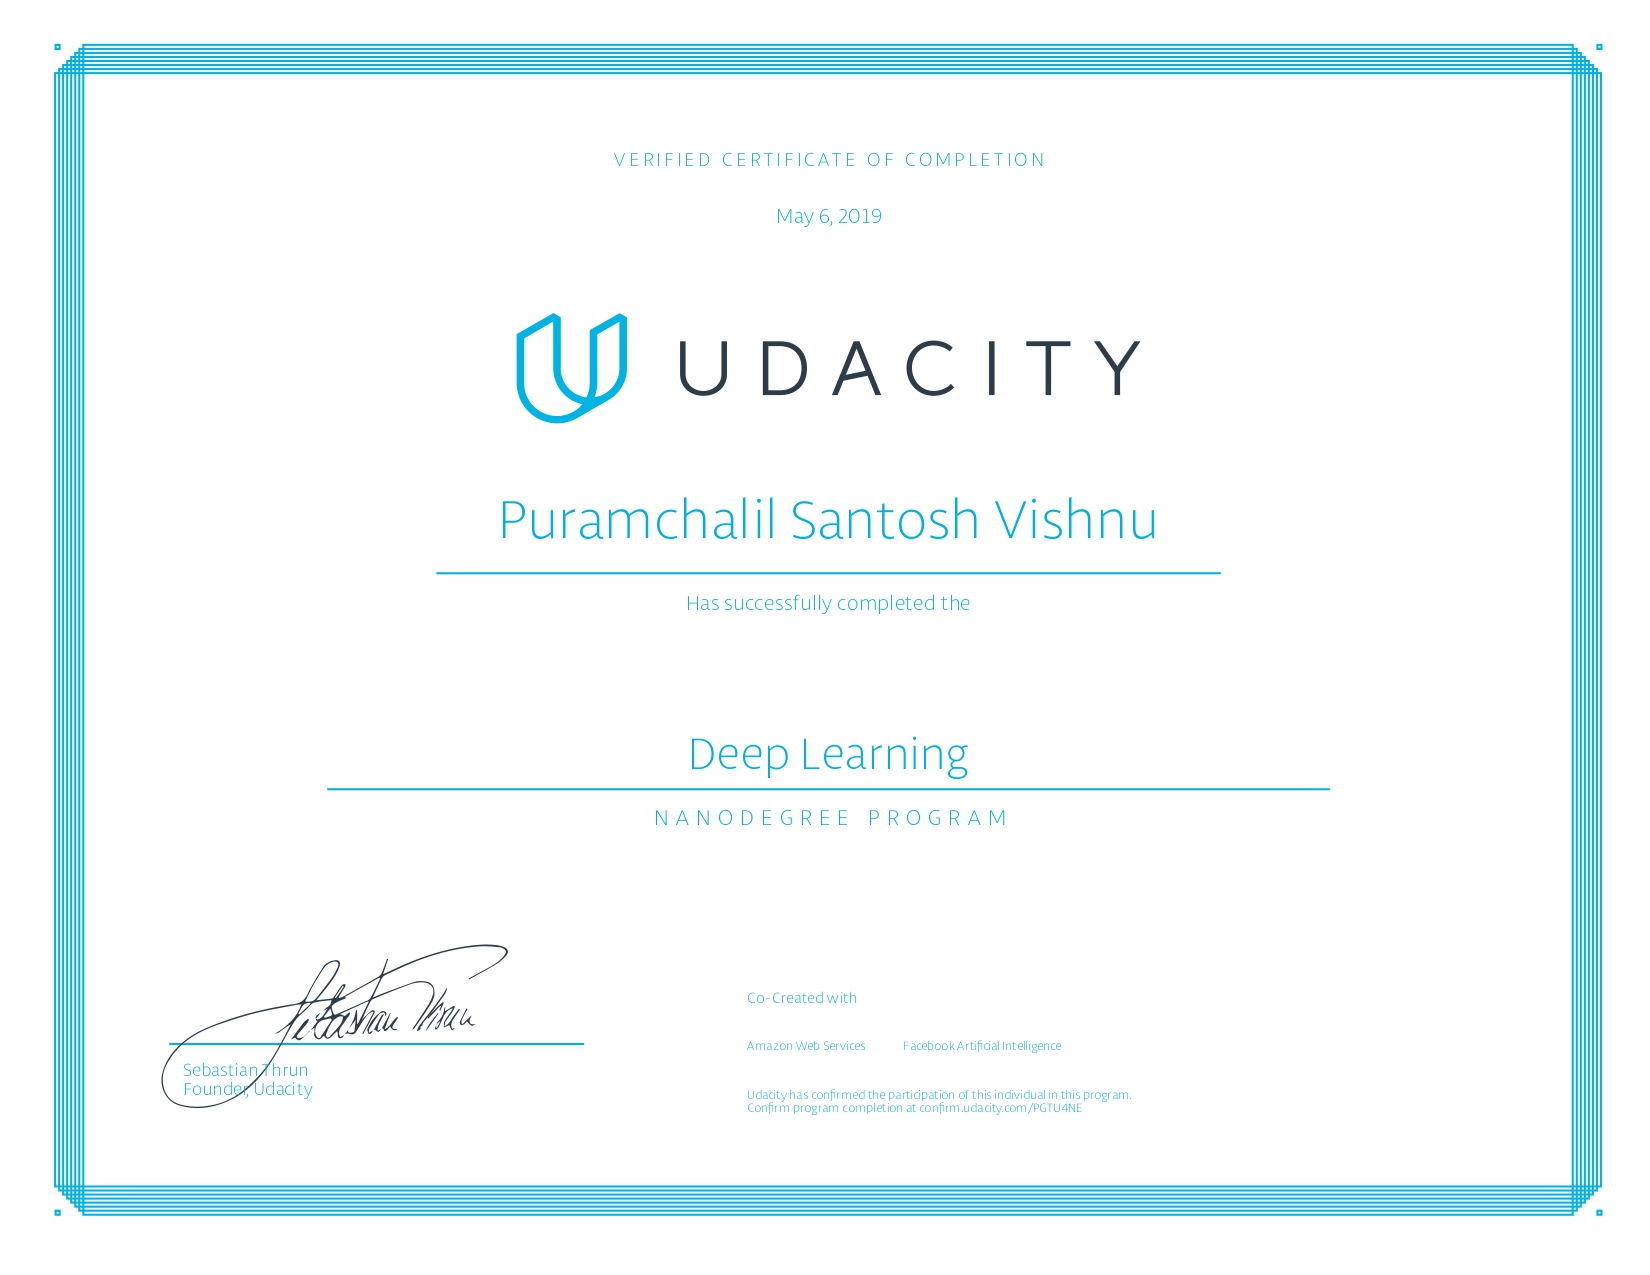 VERIFIED CERTIFICATE OF COMPLETION
May 6, 2019
UDACITY
Puramchalil Santosh Vishnu
Has successfully completed the
Deep Learning
NANODEGREE PROGRAM
Sebastian Thrun
Sebastian Thrun
Founder, Udacity
Co-Created with
Amazon Web Services Facebook Artificial Intelligence
Udacity has confirmed the participation of this individual in this program.
Confirm program completion at confirm.udacity.com/PGTU4NE